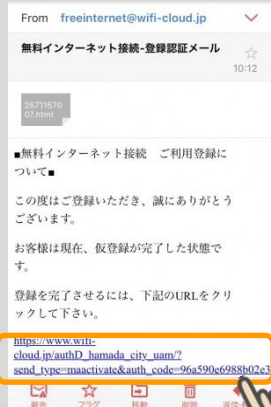 From freeinternet@wifi-cloud.jp
無料インターネット接続-登録認証メール
10:12
25711570
07.html
■無料インターネット接続　ご利用登録に
ついて■
この度はご登録いただき、誠にありがとう
ございます。
お客様は現在、仮登録が完了した状態で
す。
登録を完了させるには、下記のURLをクリ
ックして下さい。
https://www.wifi-
cloud.jp/authD_hamada_city_uam/?
send_type=maactivate&auth_code=96a590e6988b02e3
報告 フラグ 移動 削除